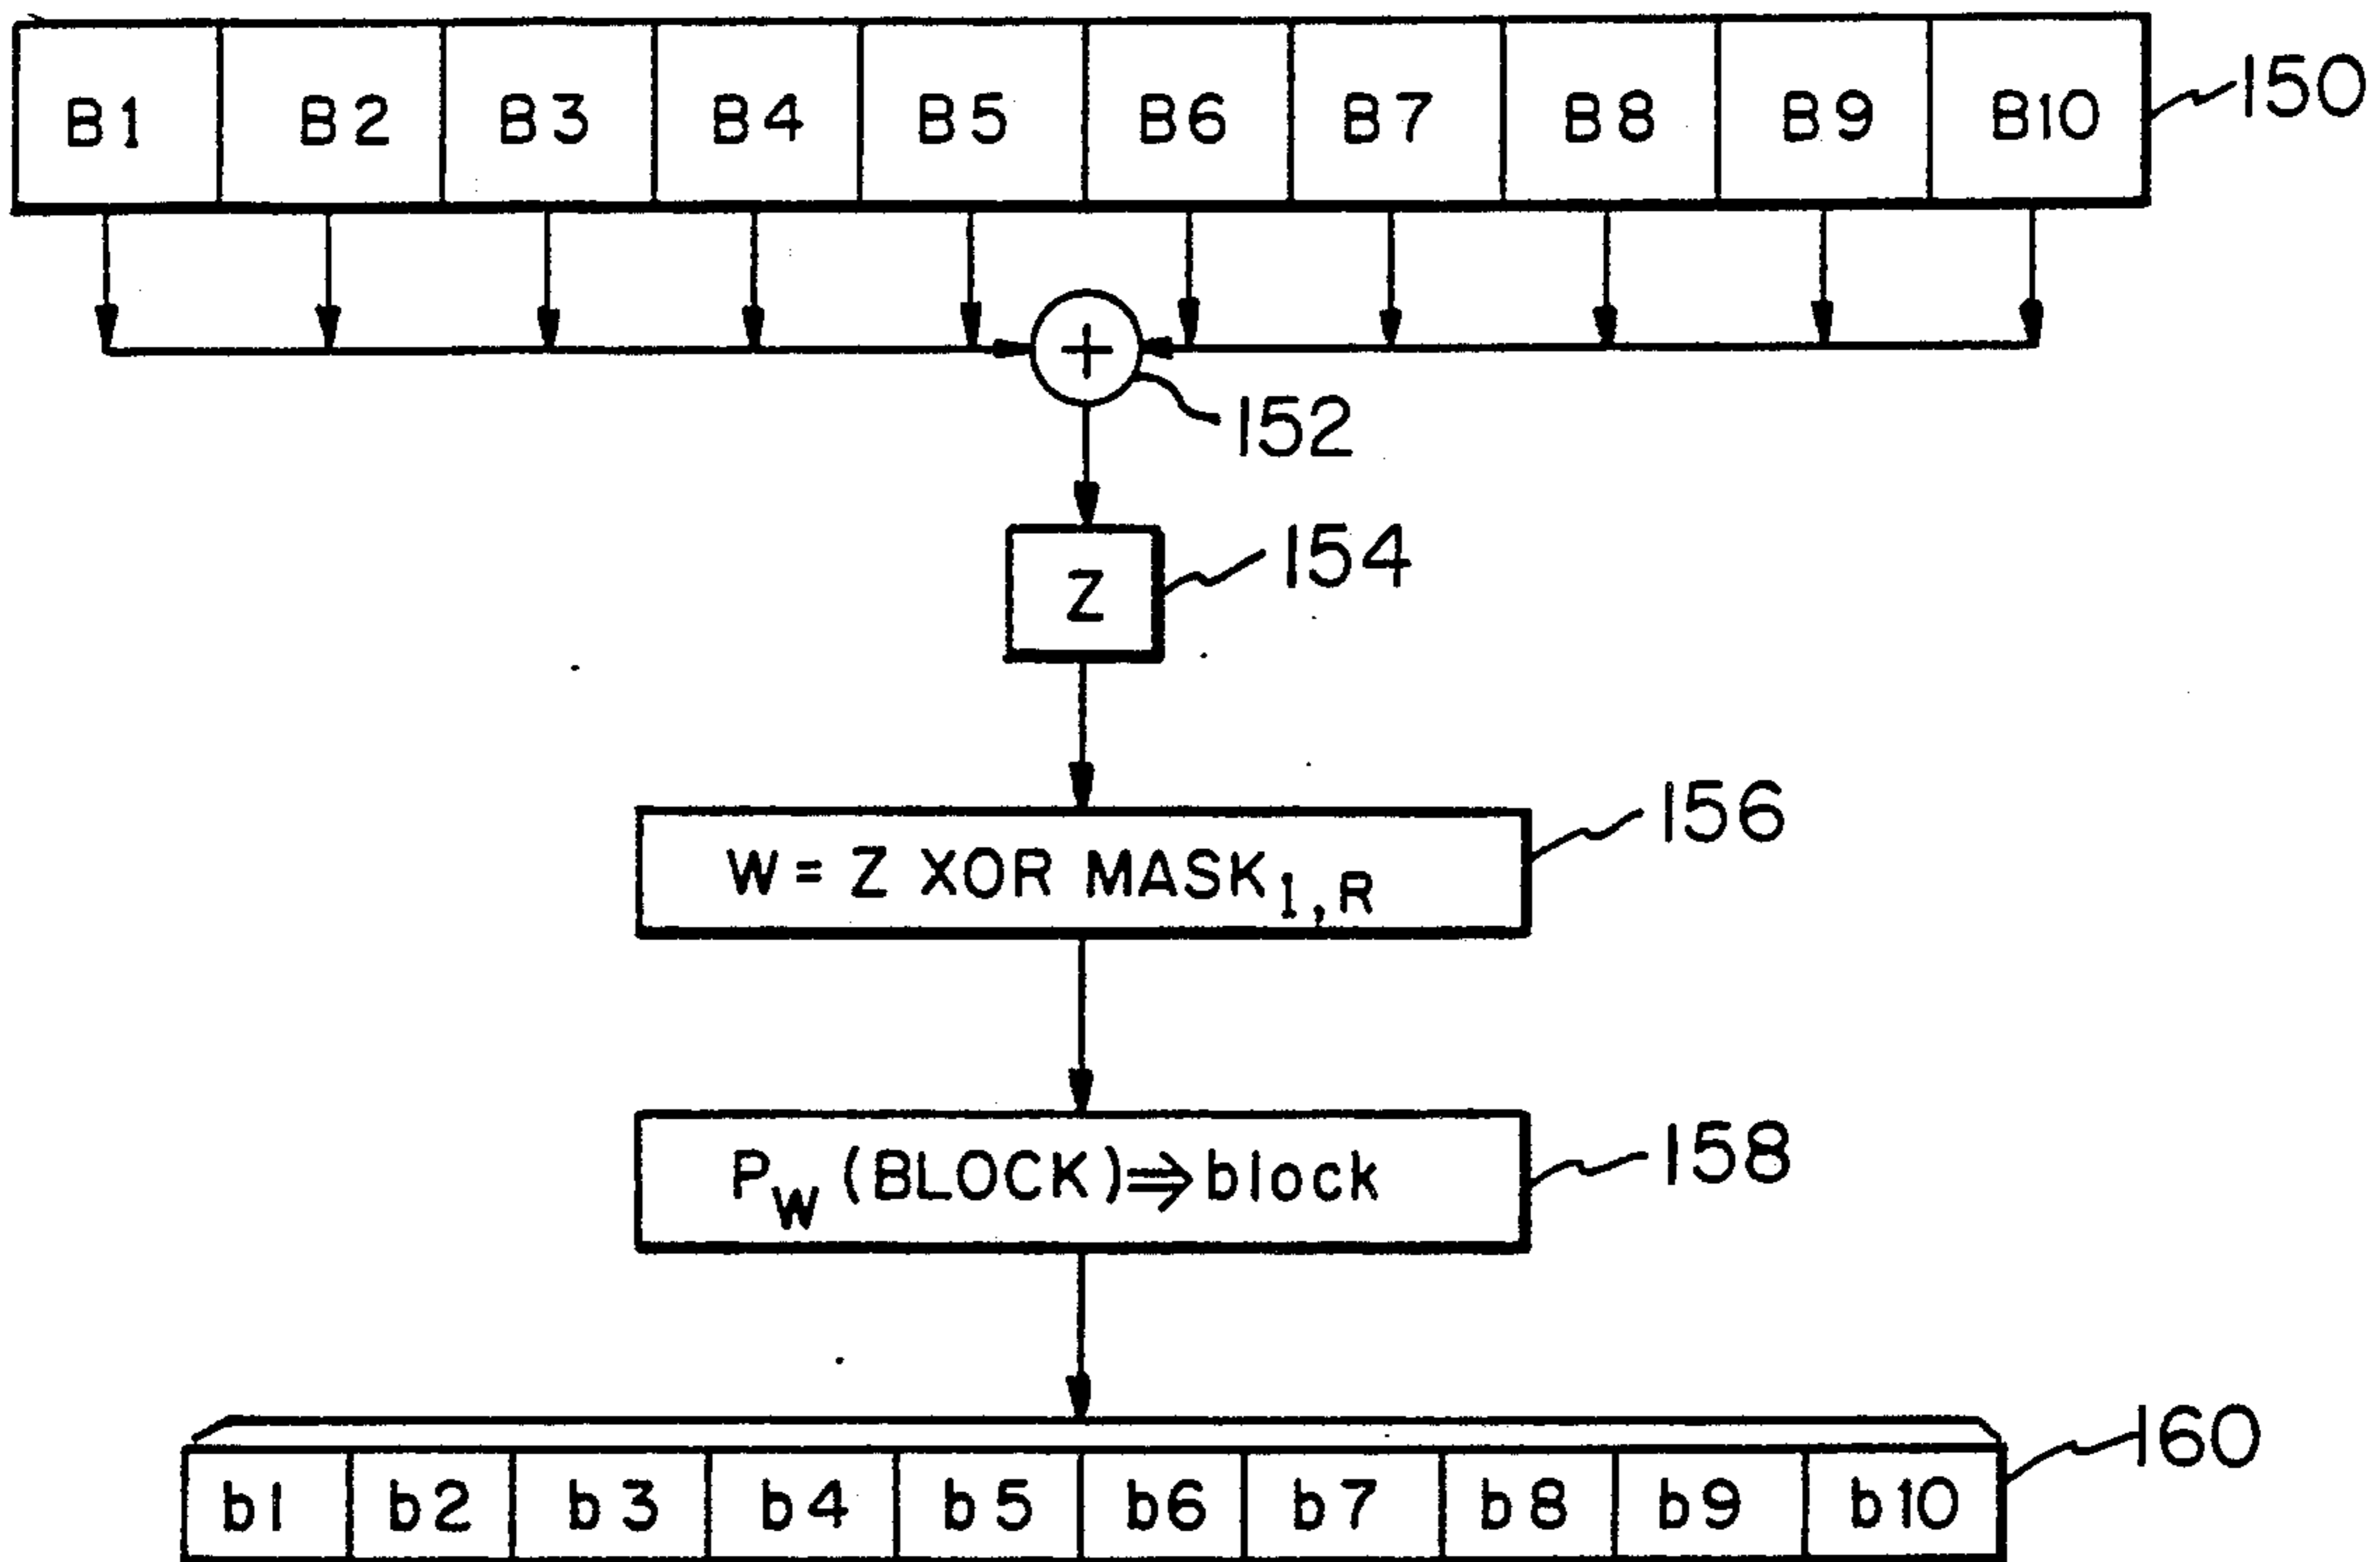 B1 B2 B3 B4 B5 B6 B7 B8 B9 B10 150
+
152
Z 154
156
W = Z XOR MASK1,R
158
PW (BLOCK)⇒block
160
b1 b2 b3 b4 b5 b6 b7 b8 b9 b10